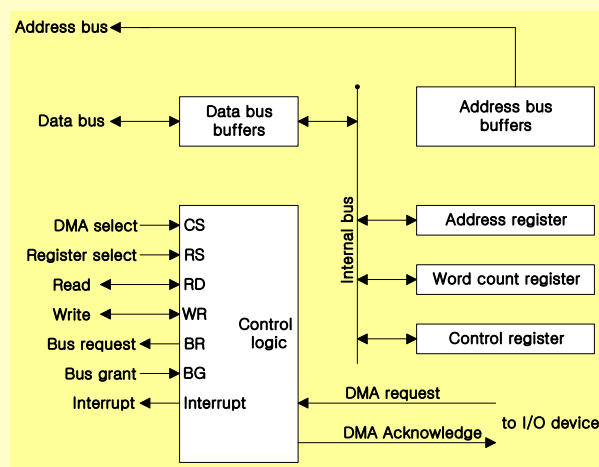 Address bus
Data bus
Data bus
buffers
Address bus
buffers
Internal bus
Address register
Word count register
Control register
DMA select
CS
Register select
RS
Read
RD
Write
WR
Bus request
BR
Bus grant
BG
Interrupt
Interrupt
Control
logic
DMA request
DMA Acknowledge
to I/O device